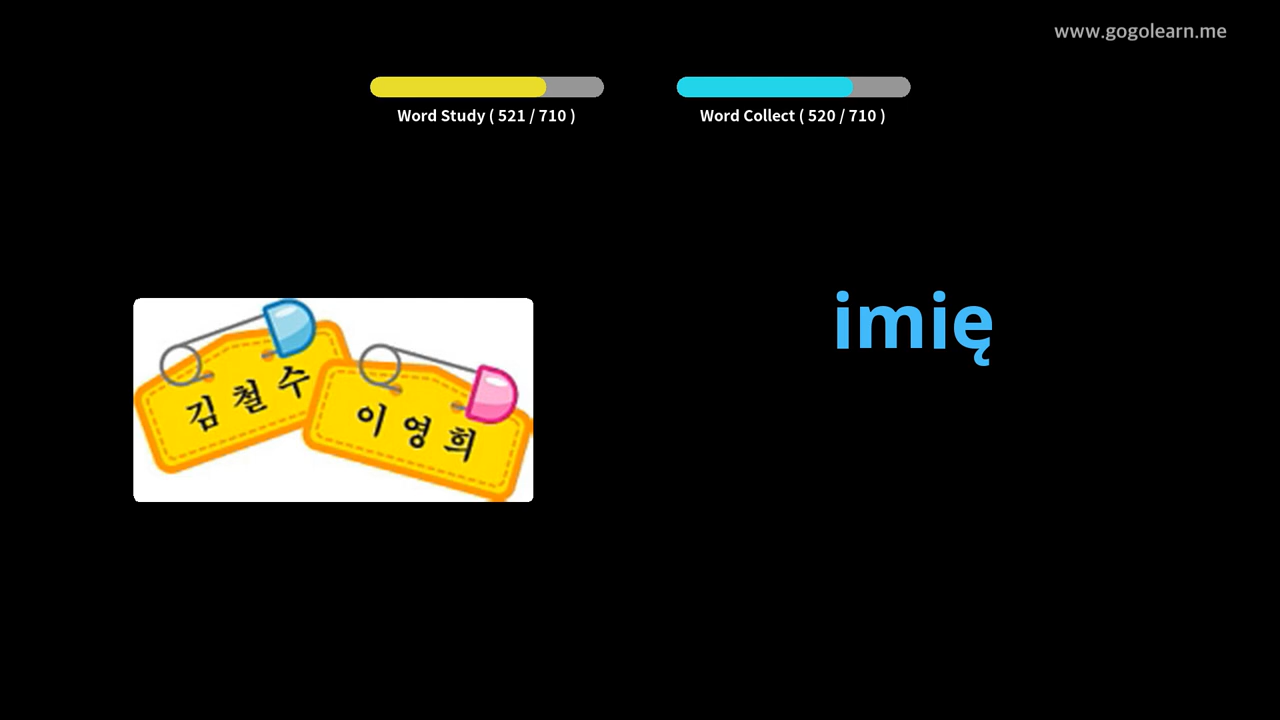 www.gogolearn.me
Word Study ( 521 / 710 )
Word Collect ( 520 / 710 )
imię
김철수
이영희